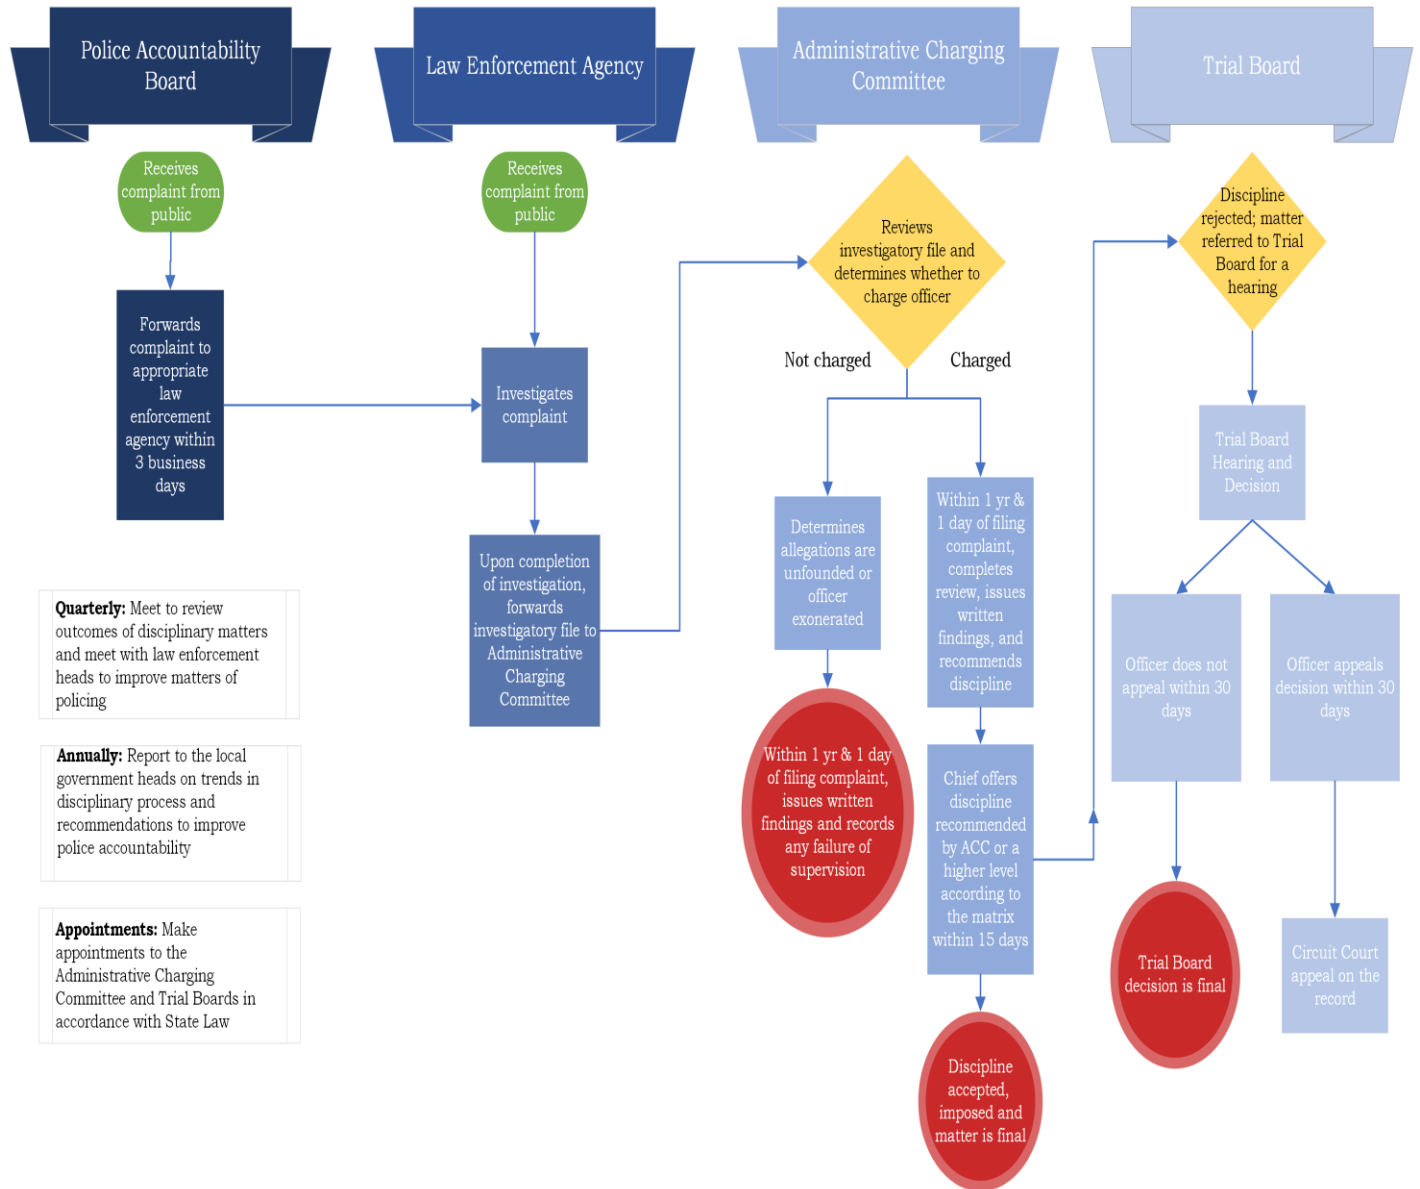 Police Accountability
Board
Law Enforcement Agency
Administrative Charging
Committee
Trial Board
Receives
complaint from
public
Forwards
complaint to
appropriate
law
enforcement
agency within
3 business
days
Quarterly: Meet to review
outcomes of disciplinary matters
and meet with law enforcement
heads to improve matters of
policing
Annually: Report to the local
government heads on trends in
disciplinary process and
recommendations to improve
police accountability
Appointments: Make
appointments to the
Administrative Charging
Committee and Trial Boards in
accordance with State Law
Receives
complaint from
public
Investigates
complaint
Upon completion
of investigation,
forwards
investigatory file to
Administrative
Charging
Committee
Reviews
investigatory file and
determines whether to
charge officer
Not charged
Charged
Determines
allegations are
unfounded or
officer
exonerated
Within 1 yr & 1 day
of filing complaint,
issues written
findings and records
any failure of
supervision
Within 1 yr &
1 day of filing
complaint,
completes
review, issues
written
findings, and
recommends
discipline
Chief offers
discipline
recommended
by ACC or a
higher level
according to
the matrix
within 15 days
Discipline
accepted,
imposed and
matter is final
Discipline
rejected; matter
referred to Trial
Board for a
hearing
Trial Board
Hearing and
Decision
Officer does not
appeal within 30
days
Officer appeals
decision within 30
days
Trial Board
decision is final
Circuit Court
appeal on the
record